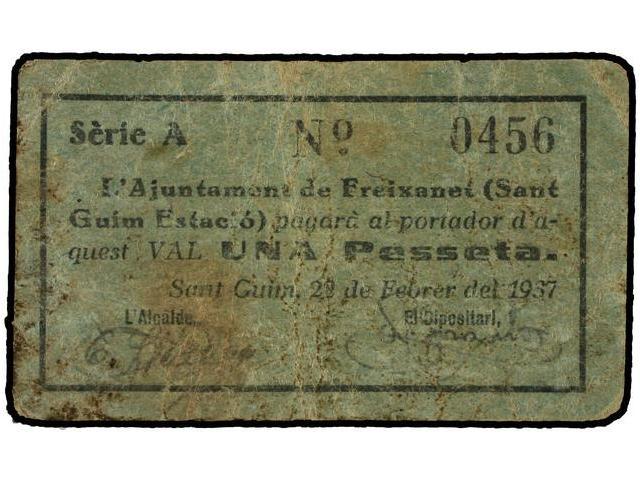 Sèrie A Nº 0456
L'Ajuntament de Freixanet (Sant
Guim Estació) pagarà al portador d'a-
quest VAL UNA Pesseta.
Sant Guim, de Febrer del 1937
L'Alcalde, El Dipositari,